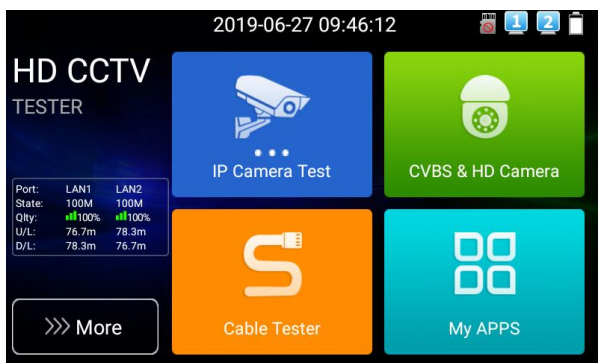 2019-06-27 09:46:12
1 2
HD CCTV
TESTER
Port: LAN1 LAN2
State: 100M 100M
Qlty: 100% 100%
U/L: 76.7m 78.3m
D/L: 78.3m 76.7m
>>> More
IP Camera Test
CVBS & HD Camera
Cable Tester
My APPS